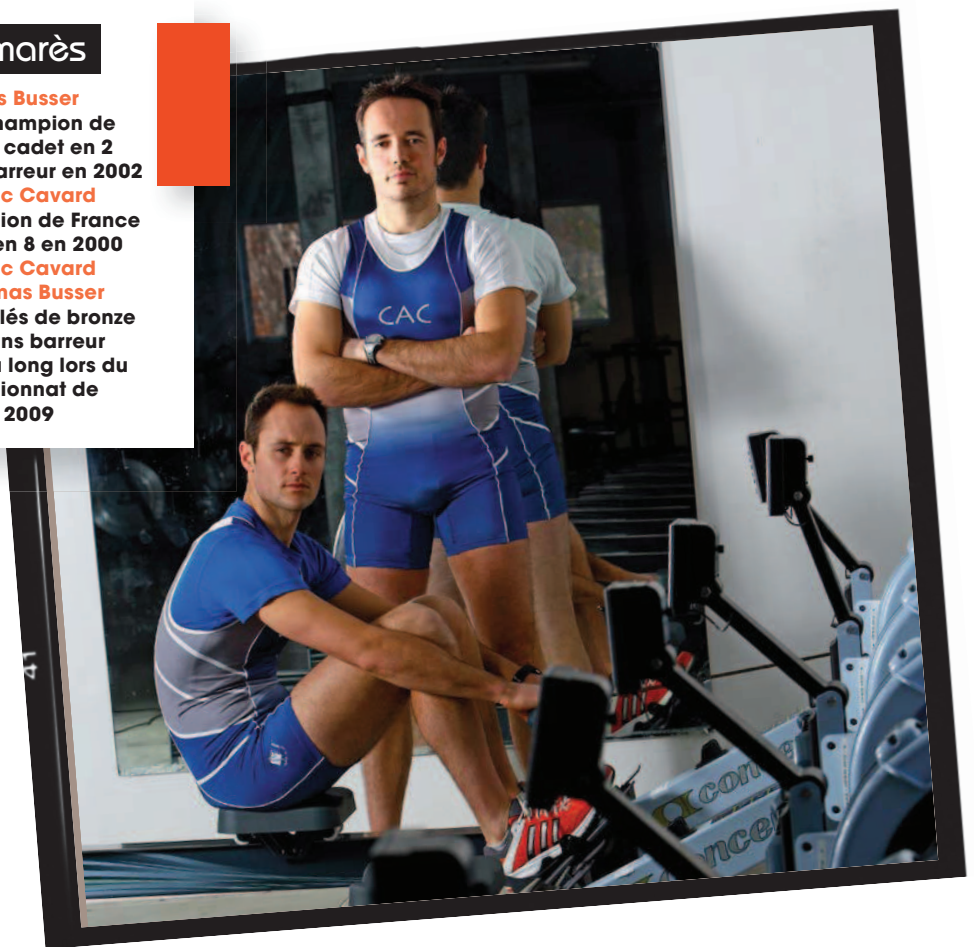 marès
s Busser
hampion de
cadet en 2
arreur en 2002
c Cavard
ion de France
en 8 en 2000
c Cavard
mas Busser
lés de bronze
ns barreur
long lors du
ionnat de
2009
CAC
41
conce
ncep